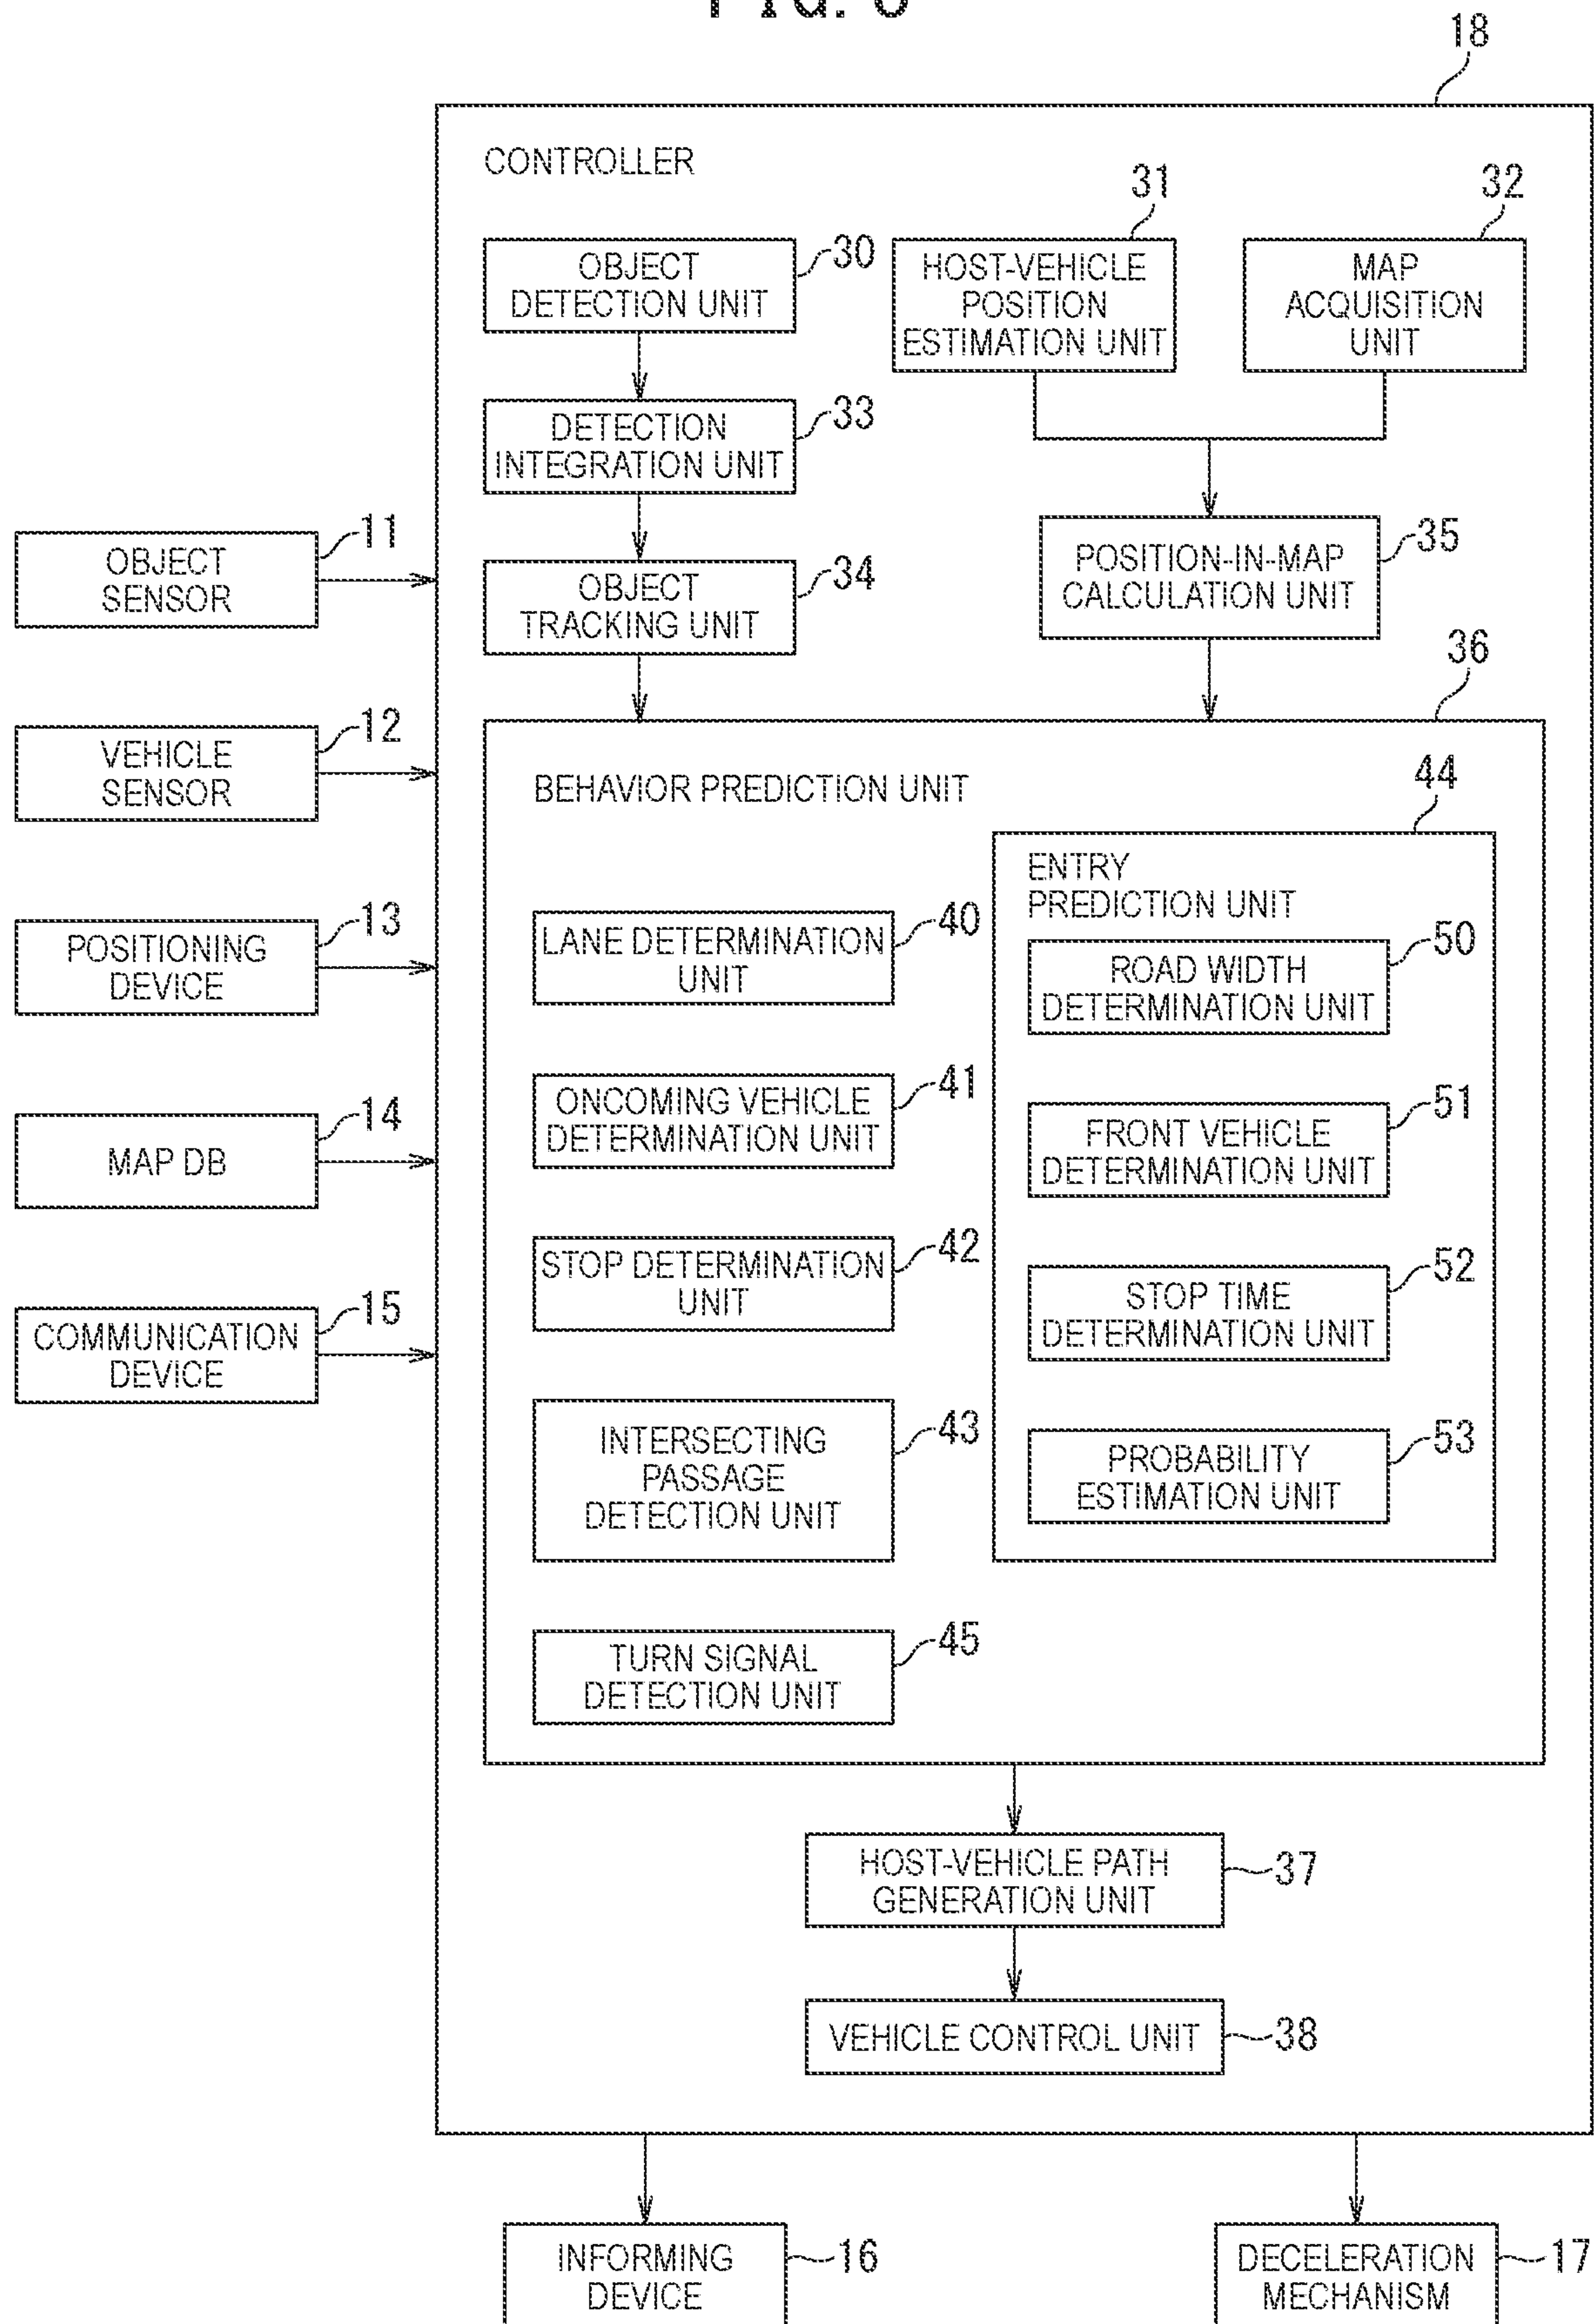 18
CONTROLLER
31
32
OBJECT
DETECTION UNIT
30
HOST-VEHICLE
POSITION
ESTIMATION UNIT
MAP
ACQUISITION
UNIT
DETECTION
INTEGRATION UNIT
33
OBJECT
SENSOR
11
OBJECT
TRACKING UNIT
34
POSITION-IN-MAP
CALCULATION UNIT
35
36
VEHICLE
SENSOR
12
BEHAVIOR PREDICTION UNIT
44
ENTRY
PREDICTION UNIT
POSITIONING
DEVICE
13
LANE DETERMINATION
UNIT
40
ROAD WIDTH
DETERMINATION UNIT
50
MAP DB
14
ONCOMING VEHICLE
DETERMINATION UNIT
41
FRONT VEHICLE
DETERMINATION UNIT
51
COMMUNICATION
DEVICE
15
STOP DETERMINATION
UNIT
42
STOP TIME
DETERMINATION UNIT
52
INTERSECTING
PASSAGE
DETECTION UNIT
43
PROBABILITY
ESTIMATION UNIT
53
TURN SIGNAL
DETECTION UNIT
45
HOST-VEHICLE PATH
GENERATION UNIT
37
VEHICLE CONTROL UNIT
38
INFORMING
DEVICE
16
DECELERATION
MECHANISM
17